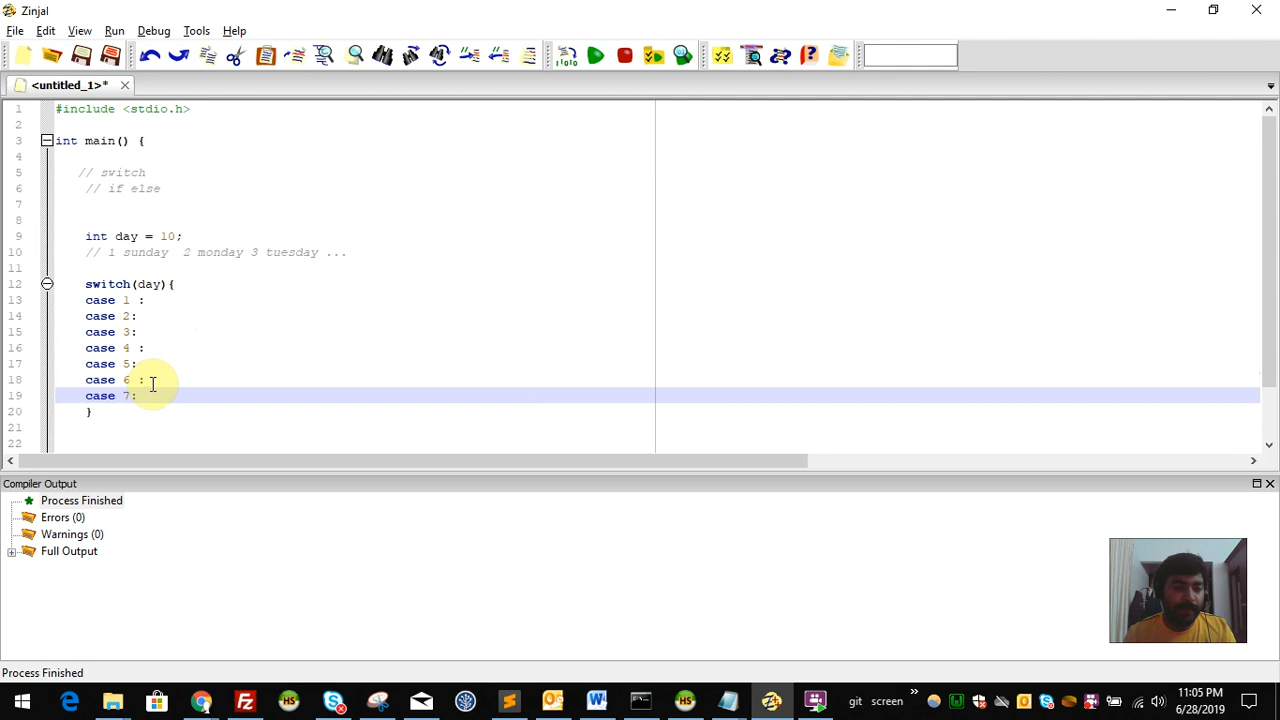 Zinjal
File Edit View Run Debug Tools Help
<untitled_1>*
1 #include <stdio.h>
2
3 int main() {
4
5 // switch
6 // if else
7
8
9 int day = 10;
10 // 1 sunday 2 monday 3 tuesday ...
11
12 switch(day){
13 case 1 :
14 case 2:
15 case 3:
16 case 4 :
17 case 5:
18 case 6 :
19 case 7:
20 }
21
22
Compiler Output
Process Finished
Errors (0)
Warnings (0)
Full Output
Process Finished
git screen
11:05 PM
6/28/2019